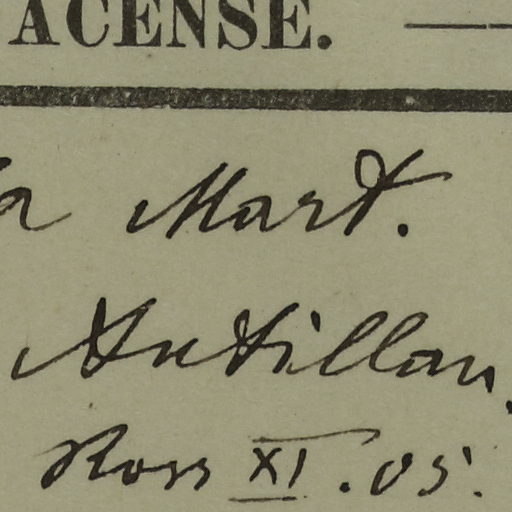 ACENSE.
a Mart.
Antillan
Ross XI. 05.